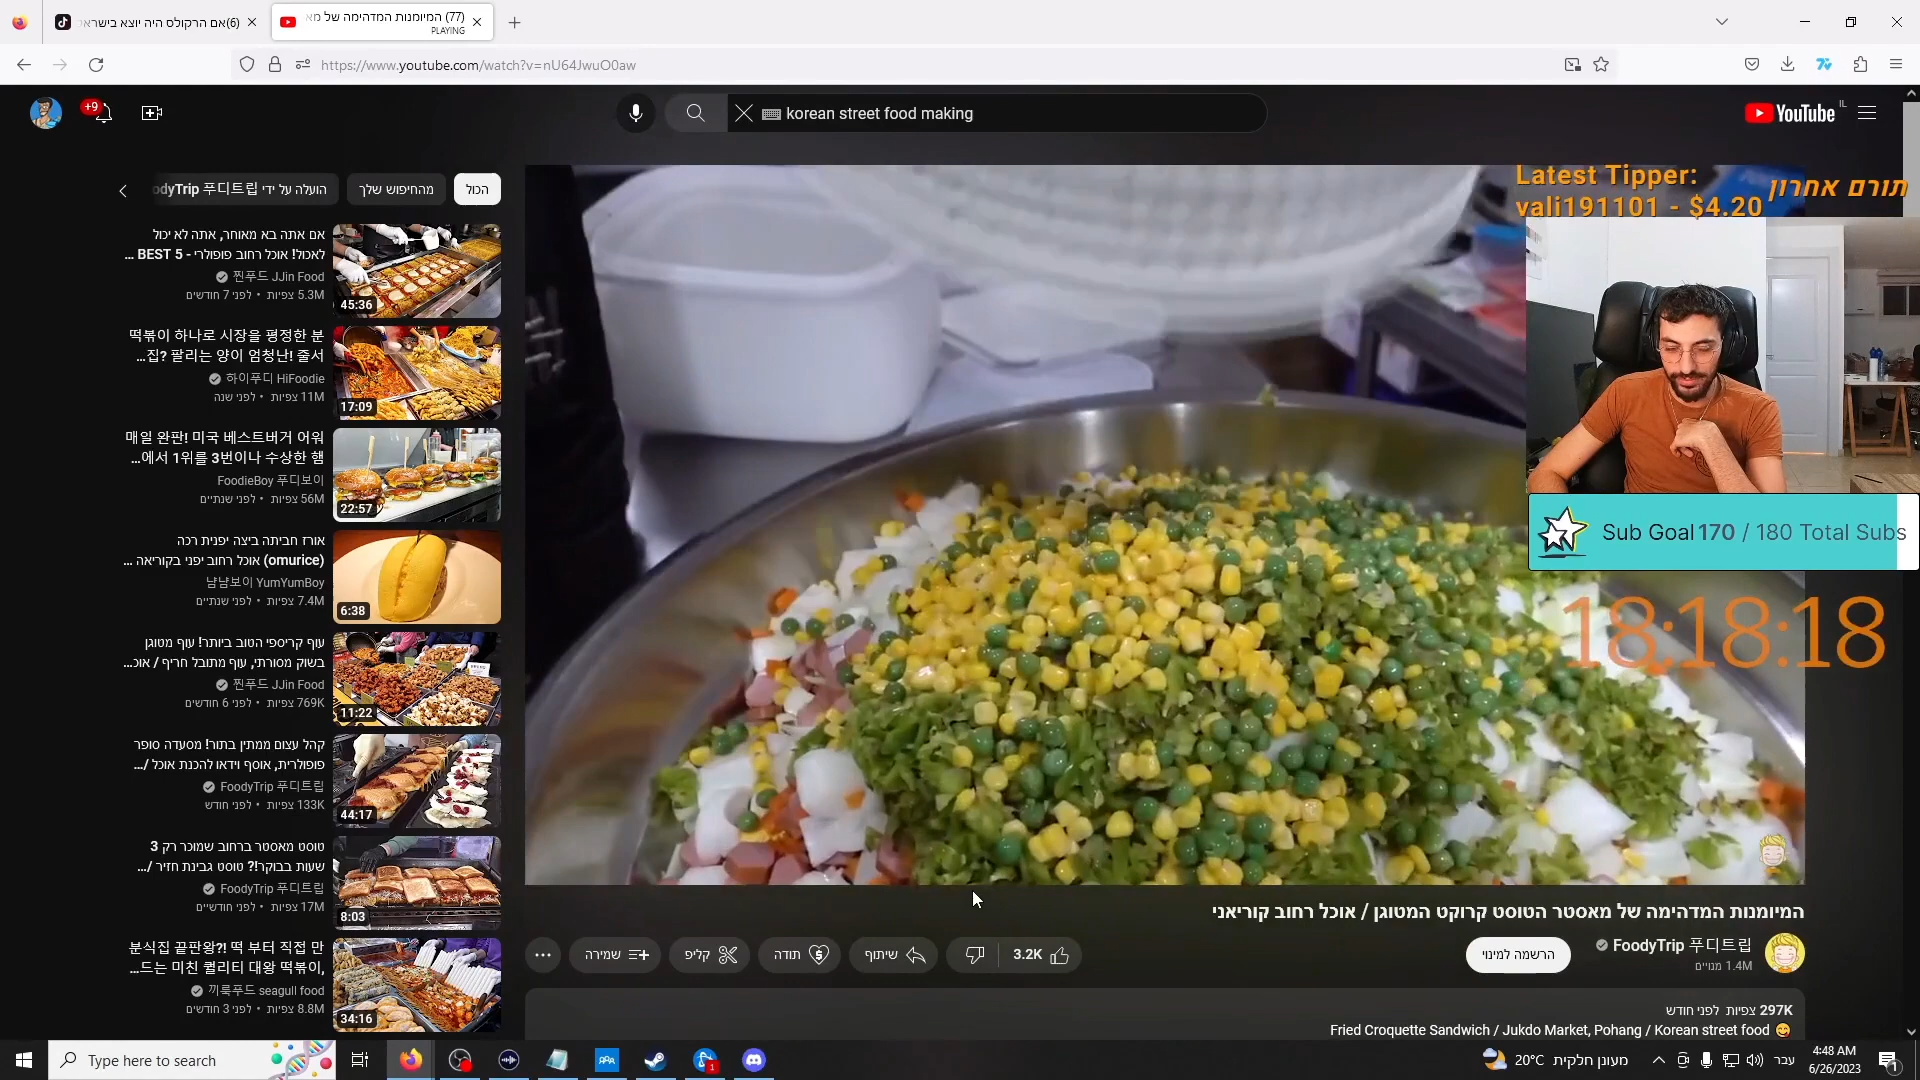 (6)אם הרקולס היה יוצא בישראל
(77) המיומנות המדהימה של מא
PLAYING
https://www.youtube.com/watch?v=nU64JwuO0aw
+9
korean street food making
YouTube IL
הכול
מהחיפוש שלך
הועלה על ידי odyTrip 푸디트립
אם אתה בא מאוחר, אתה לא יכול
לאכול! אוכל רחוב פופולרי - BEST 5 ...
찐푸드 JJin Food
5.3M צפיות • לפני 7 חודשים
45:36
떡볶이 하나로 시장을 평정한 분
...집? 팔리는 양이 엄청난! 줄서
하이푸디 HiFoodie
11M צפיות • לפני שנה
17:09
매일 완판! 미국 베스트버거 어워
...에서 1위를 3번이나 수상한 햄
FoodieBoy 푸디보이
56M צפיות • לפני שנתיים
22:57
אורז חביתה ביצה יפנית רכה
(omurice) אוכל רחוב יפני בקוריאה ...
냠냠보이 YumYumBoy
7.4M צפיות • לפני שנתיים
6:38
עוף קריספי הטוב ביותר! עוף מטוגן
בשוק מסורתי, עוף מתובל חריף / אוכ...
찐푸드 JJin Food
769K צפיות • לפני 6 חודשים
11:22
קהל עצום ממתין בתור! מסעדה סופר
פופולרית, אוסף וידאו להכנת אוכל /...
FoodyTrip 푸디트립
133K צפיות • לפני חודש
44:17
טוסט מאסטר ברחוב שמוכר רק 3
שעות בבוקר!? טוסט גבינת חזיר /...
FoodyTrip 푸디트립
17M צפיות • לפני חודשיים
8:03
분식집 끝판왕?! 떡 부터 직접 만
...드는 미친 퀄리티 대왕 떡볶이,
끼룩푸드 seagull food
8.8M צפיות • לפני 3 חודשים
34:16
Latest Tipper:
vali191101 - $4.20
תורם אחרון
Sub Goal 170 / 180 Total Subs
18:18:18
המיומנות המדהימה של מאסטר הטוסט קרוקט המטוגן / אוכל רחוב קוריאני
FoodyTrip 푸디트립
1.4M מנויים
הרשמה למינוי
3.2K
שיתוף
תודה
קליפ
שמירה
297K צפיות לפני חודש
Fried Croquette Sandwich / Jukdo Market, Pohang / Korean street food
Type here to search
1
20°C מעונן חלקית
עבר
4:48 AM
6/26/2023
1